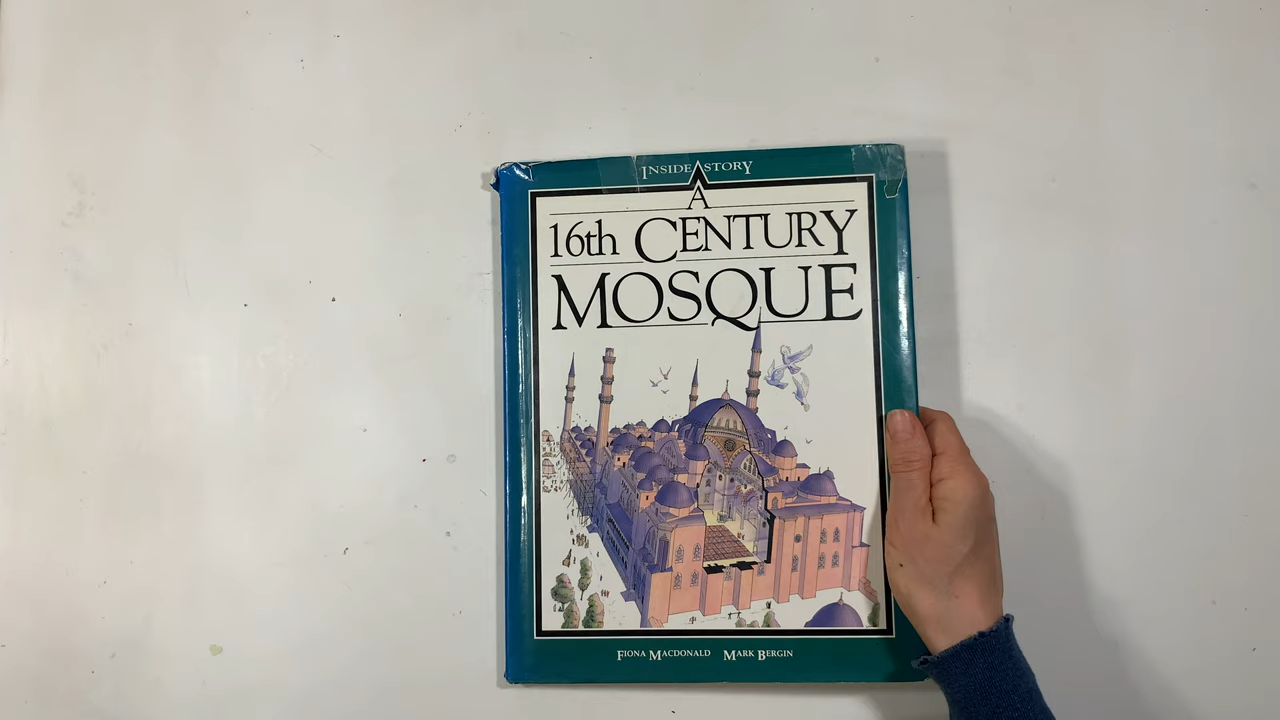 INSIDE STORY
A
16th CENTURY
MOSQUE
FIONA MACDONALD MARK BERGIN